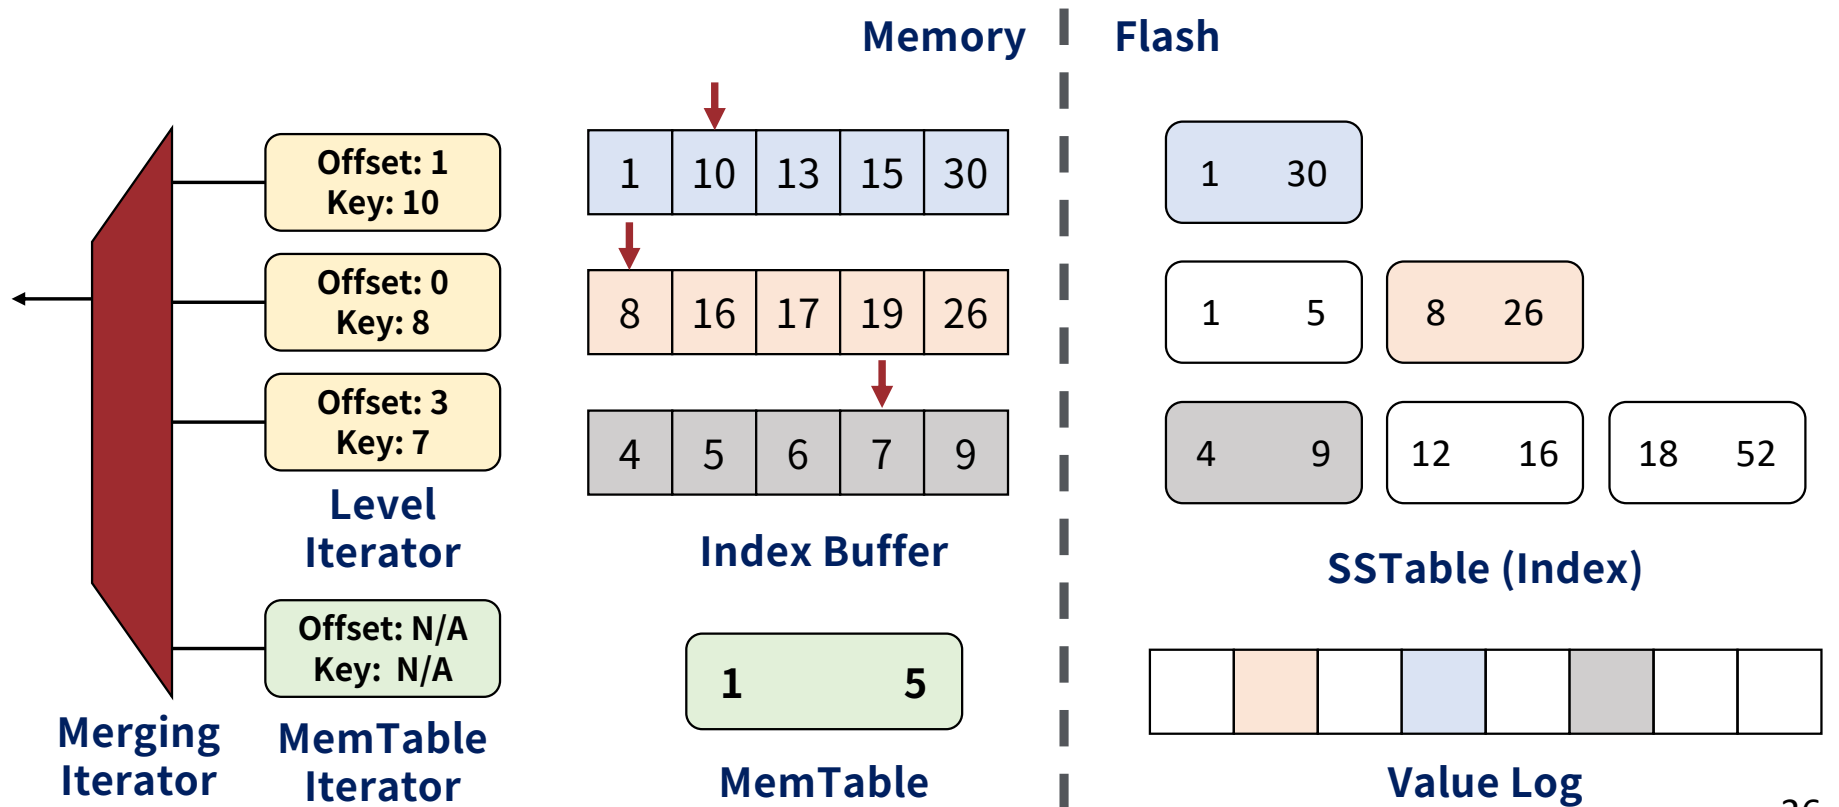 Memory
Flash
Offset: 1
Key: 10
1 10 13 15 30
1 30
Offset: 0
Key: 8
8 16 17 19 26
1 5
8 26
Offset: 3
Key: 7
4 5 6 7 9
4 9
12 16
18 52
Level
Iterator
Index Buffer
SSTable (Index)
Offset: N/A
Key: N/A
1 5
Merging
Iterator
MemTable
Iterator
MemTable
Value Log